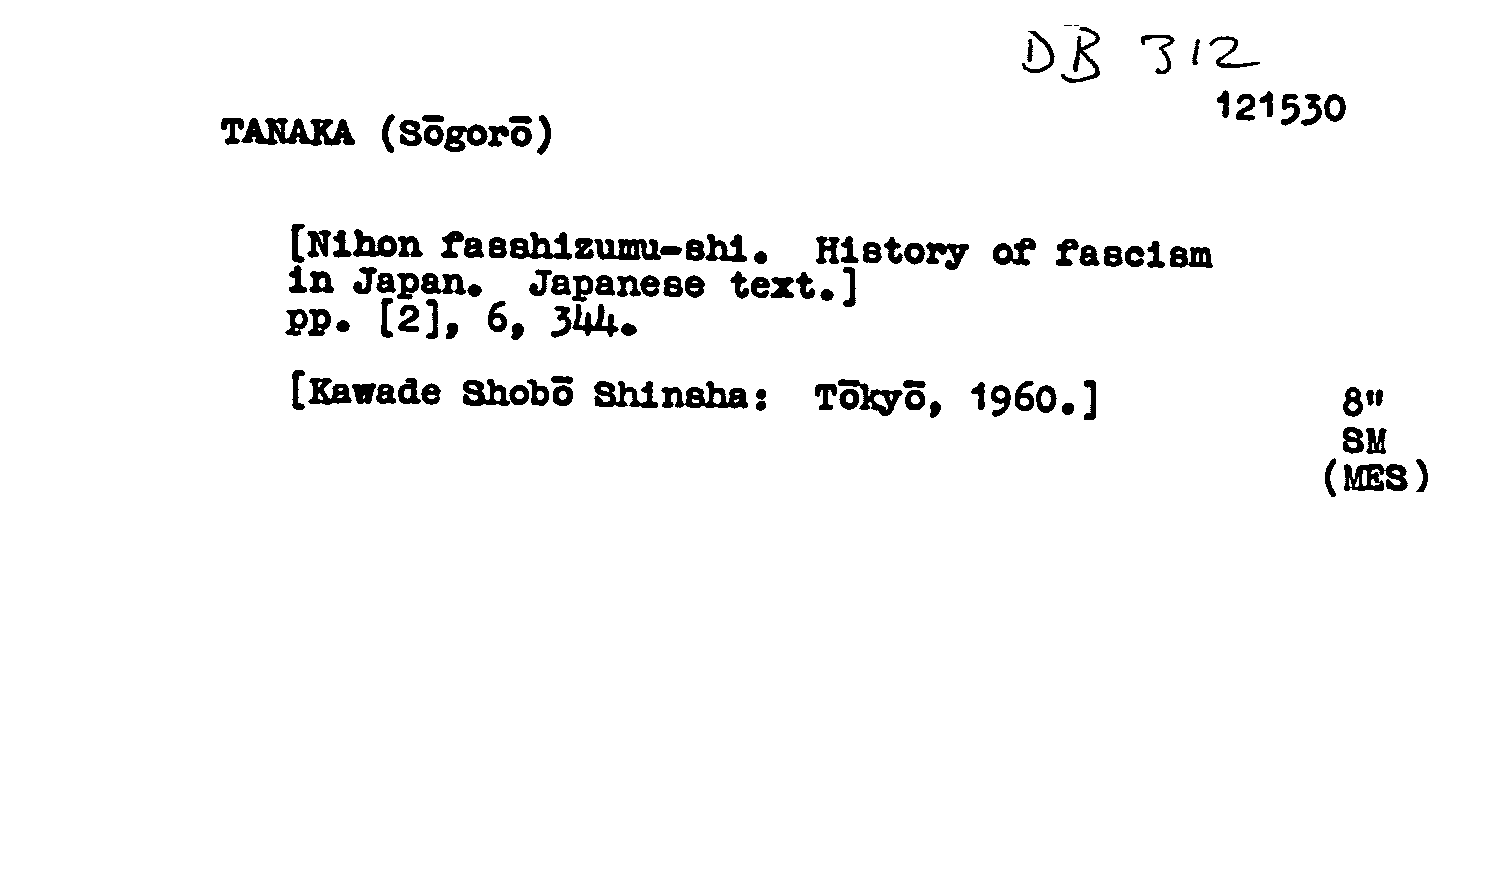 DB 312
121530
TANAKA (Sōgorō)
[Nihon fasshizumu-shi. History of fascism
in Japan. Japanese text.]
pp. [2], 6, 344.
[Kawade Shobō Shinsha: Tōkyō, 1960.]
8"
SM
(MES)